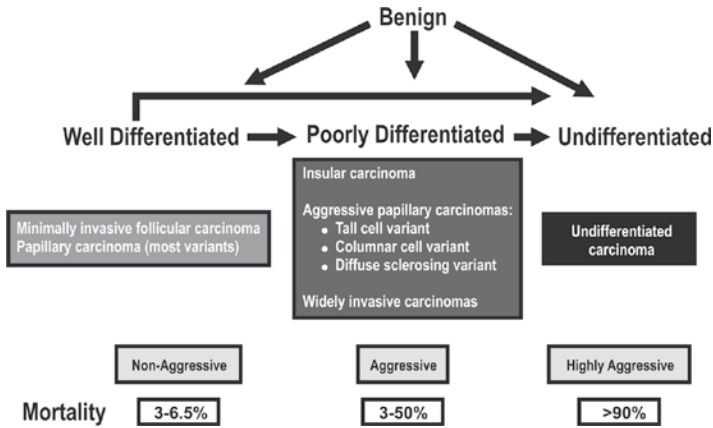 Benign
Well Differentiated
Poorly Differentiated
Undifferentiated
Minimally invasive follicular carcinoma
Papillary carcinoma (most variants)
Insular carcinoma
Aggressive papillary carcinomas:
• Tall cell variant
• Columnar cell variant
• Diffuse sclerosing variant
Widely invasive carcinomas
Undifferentiated
carcinoma
Non-Aggressive
Aggressive
Highly Aggressive
Mortality
3-6.5%
3-50%
>90%